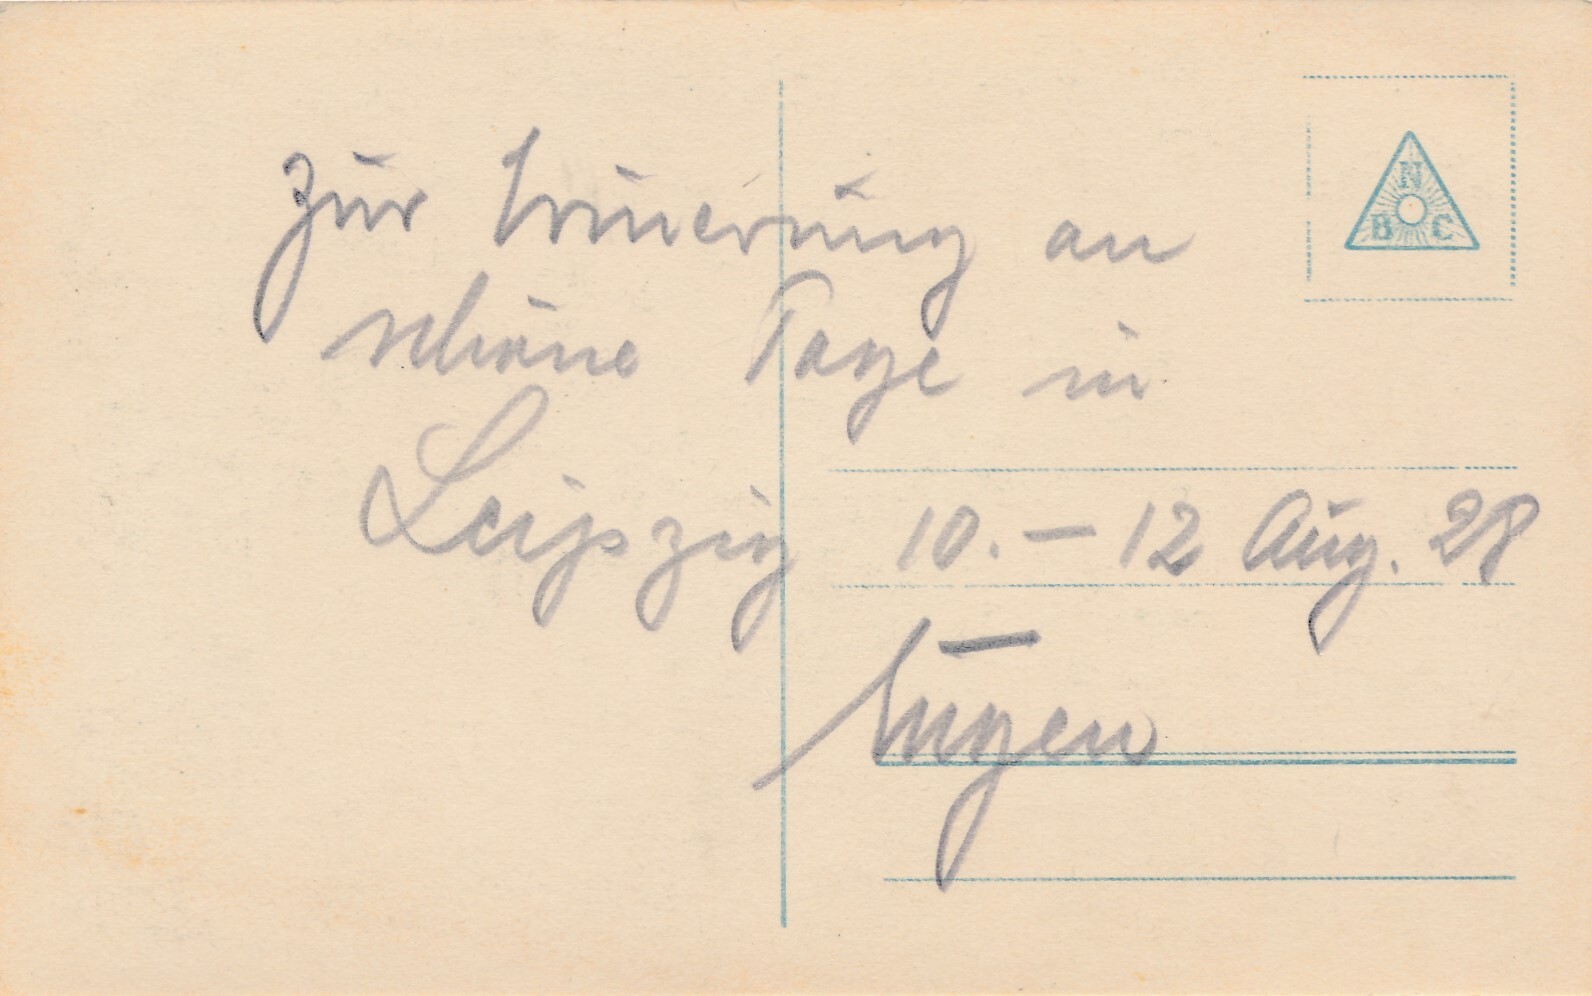 N
B C
Zur Erinnerung an
schöne Tage in
Leipzig 10. – 12 Aug. 28
Eugen